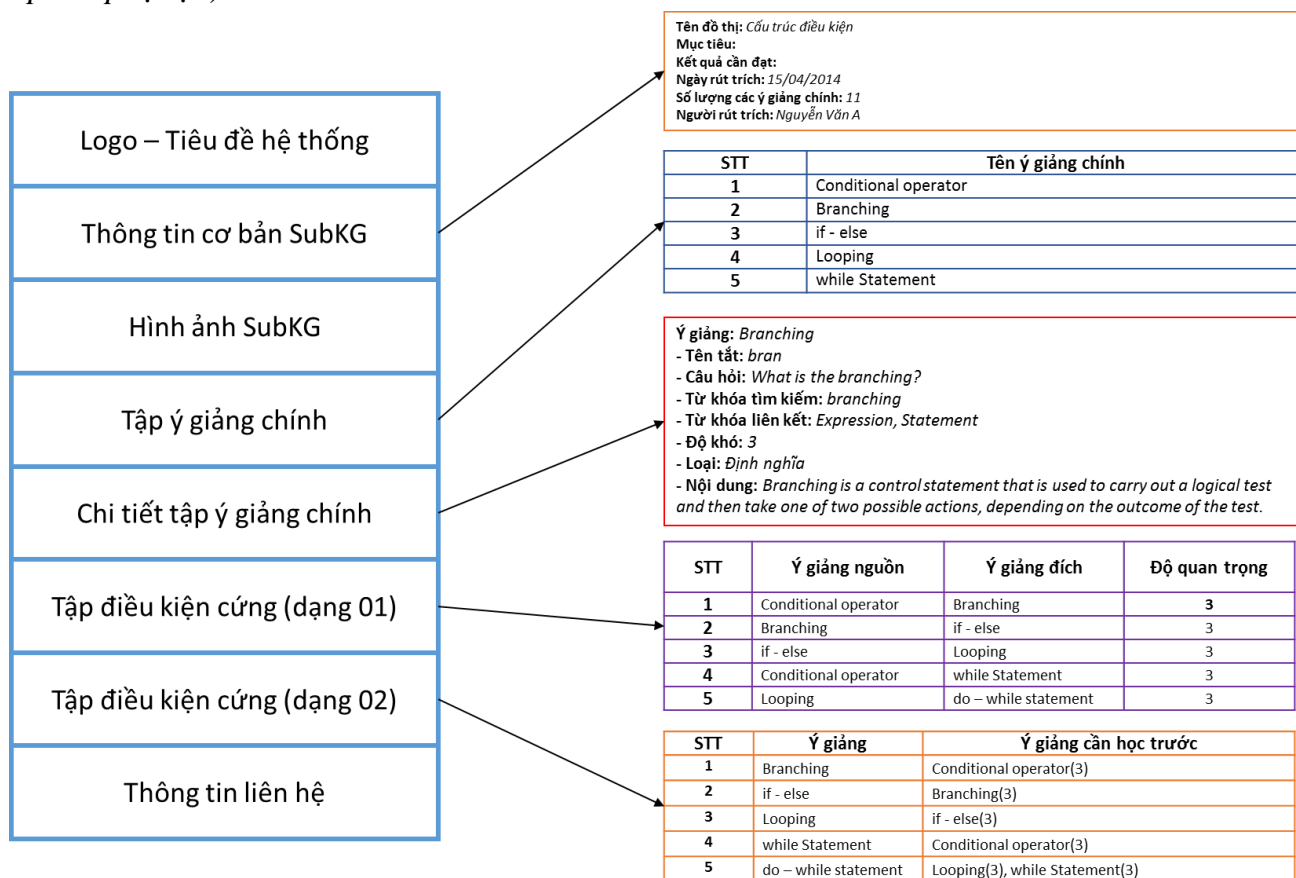 Logo – Tiêu đề hệ thống
Thông tin cơ bản SubKG
Hình ảnh SubKG
Tập ý giảng chính
Chi tiết tập ý giảng chính
Tập điều kiện cứng (dạng 01)
Tập điều kiện cứng (dạng 02)
Thông tin liên hệ
Tên đồ thị: Cấu trúc điều kiện
Mục tiêu:
Kết quả cần đạt:
Ngày rút trích: 15/04/2014
Số lượng các ý giảng chính: 11
Người rút trích: Nguyễn Văn A
STT Tên ý giảng chính
1 Conditional operator
2 Branching
3 if - else
4 Looping
5 while Statement
Ý giảng: Branching
- Tên tắt: bran
- Câu hỏi: What is the branching?
- Từ khóa tìm kiếm: branching
- Từ khóa liên kết: Expression, Statement
- Độ khó: 3
- Loại: Định nghĩa
- Nội dung: Branching is a control statement that is used to carry out a logical test
and then take one of two possible actions, depending on the outcome of the test.
STT Ý giảng nguồn Ý giảng đích Độ quan trọng
1 Conditional operator Branching 3
2 Branching if - else 3
3 if - else Looping 3
4 Conditional operator while Statement 3
5 Looping do – while statement 3
STT Ý giảng Ý giảng cần học trước
1 Branching Conditional operator(3)
2 if - else Branching(3)
3 Looping if - else(3)
4 while Statement Conditional operator(3)
5 do – while statement Looping(3), while Statement(3)